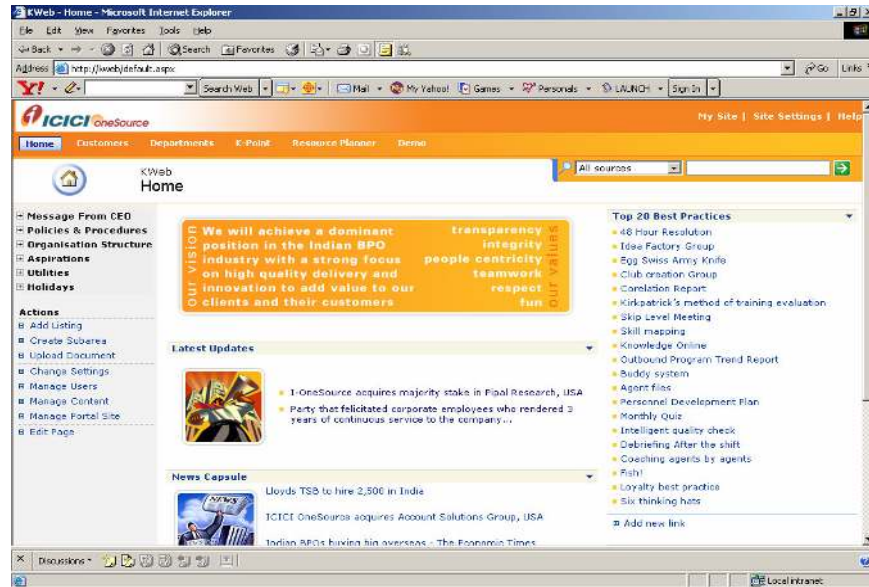 KWeb - Home - Microsoft Internet Explorer
File Edit View Favorites Tools Help
Back Search Favorites
Address http://kweb/default.aspx Go Links
Y! Search Web Mail My Yahoo! Games Personals LAUNCH Sign In
ICICI OneSource
My Site | Site Settings | Help
Home Customers Departments K-Point Resource Planner Demo
KWeb
Home
All sources
Message From CEO
Policies & Procedures
Organisation Structure
Aspirations
Utilities
Holidays
Actions
Add Listing
Create Subarea
Upload Document
Change Settings
Manage Users
Manage Content
Manage Portal Site
Edit Page
our vision
We will achieve a dominant
position in the Indian BPO
industry with a strong focus
on high quality delivery and
innovation to add value to our
clients and their customers
transparency
integrity
people centricity
teamwork
respect
fun
our values
Latest Updates
I-OneSource acquires majority stake in Pipal Research, USA
Party that felicitated corporate employees who rendered 3
years of continuous service to the company...
News Capsule
NEWS
Lloyds TSB to hire 2,500 in India
ICICI OneSource acquires Account Solutions Group, USA
Indian BPOs buying big overseas - The Economic Times
Top 20 Best Practices
48 Hour Resolution
Idea Factory Group
Egg Swiss Army Knife
Club creation Group
Corelation Report
Kirkpatrick's method of training evaluation
Skip Level Meeting
Skill mapping
Knowledge Online
Outbound Program Trend Report
Buddy system
Agent files
Personnel Development Plan
Monthly Quiz
Intelligent quality check
Debriefing After the shift
Coaching agents by agents
Fish!
Loyalty best practice
Six thinking hats
Add new link
Discussions
Local intranet